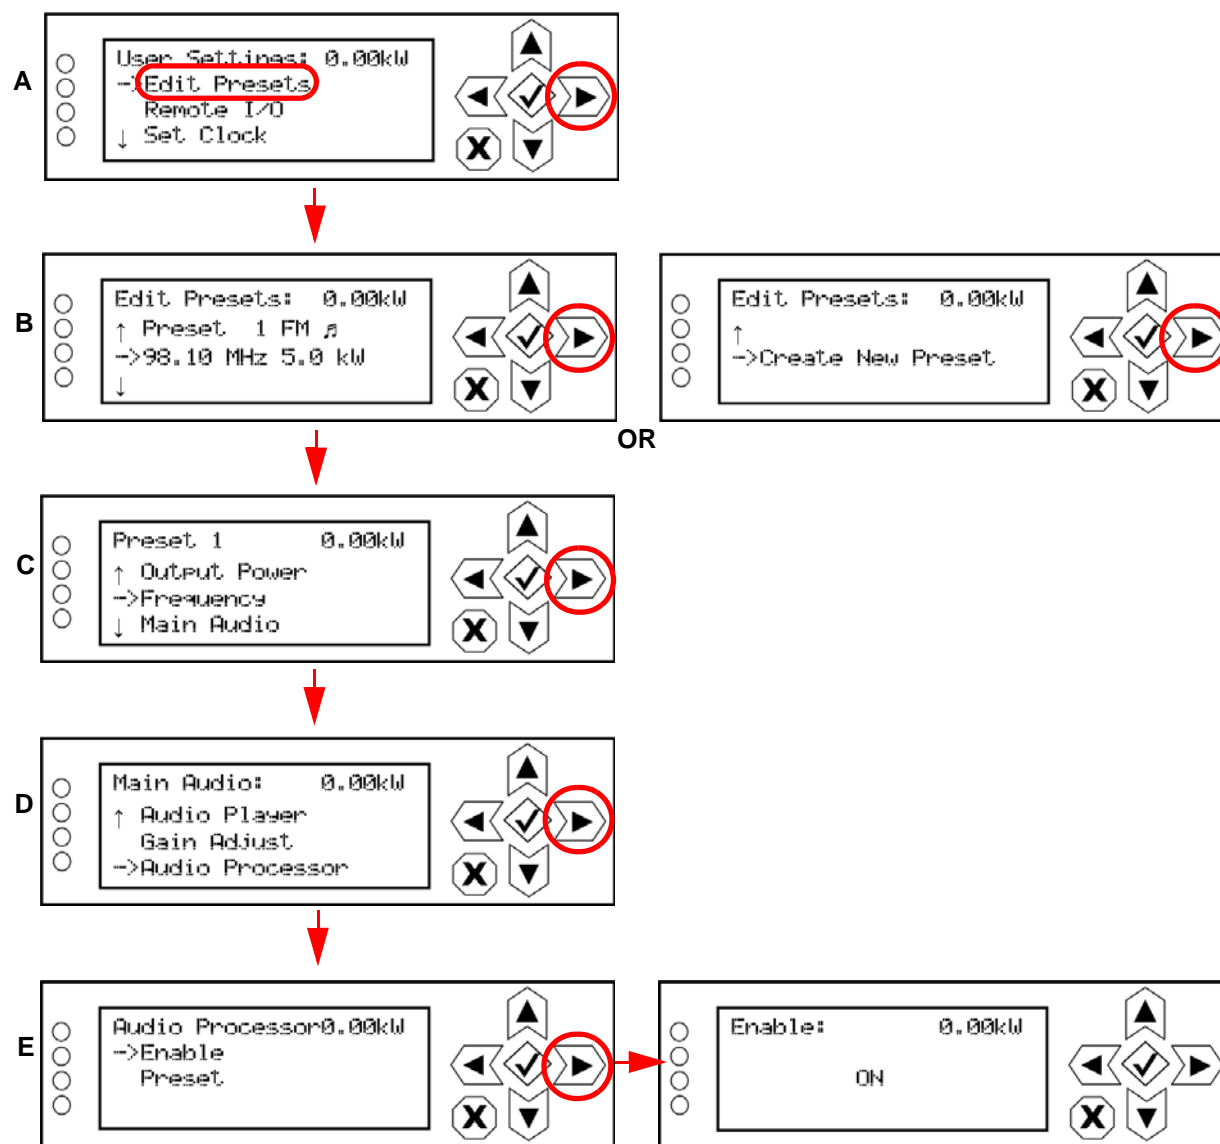 A
User Settings: 0.00kW
->Edit Presets
Remote I/O
↓ Set Clock
X
B
Edit Presets: 0.00kW
↑ Preset 1 FM ♬
->98.10 MHz 5.0 kW
↓
X
OR
Edit Presets: 0.00kW
↑
->Create New Preset
X
C
Preset 1 0.00kW
↑ Output Power
->Frequency
↓ Main Audio
X
D
Main Audio: 0.00kW
↑ Audio Player
Gain Adjust
->Audio Processor
X
E
Audio Processor0.00kW
->Enable
Preset
X
Enable: 0.00kW
ON
X